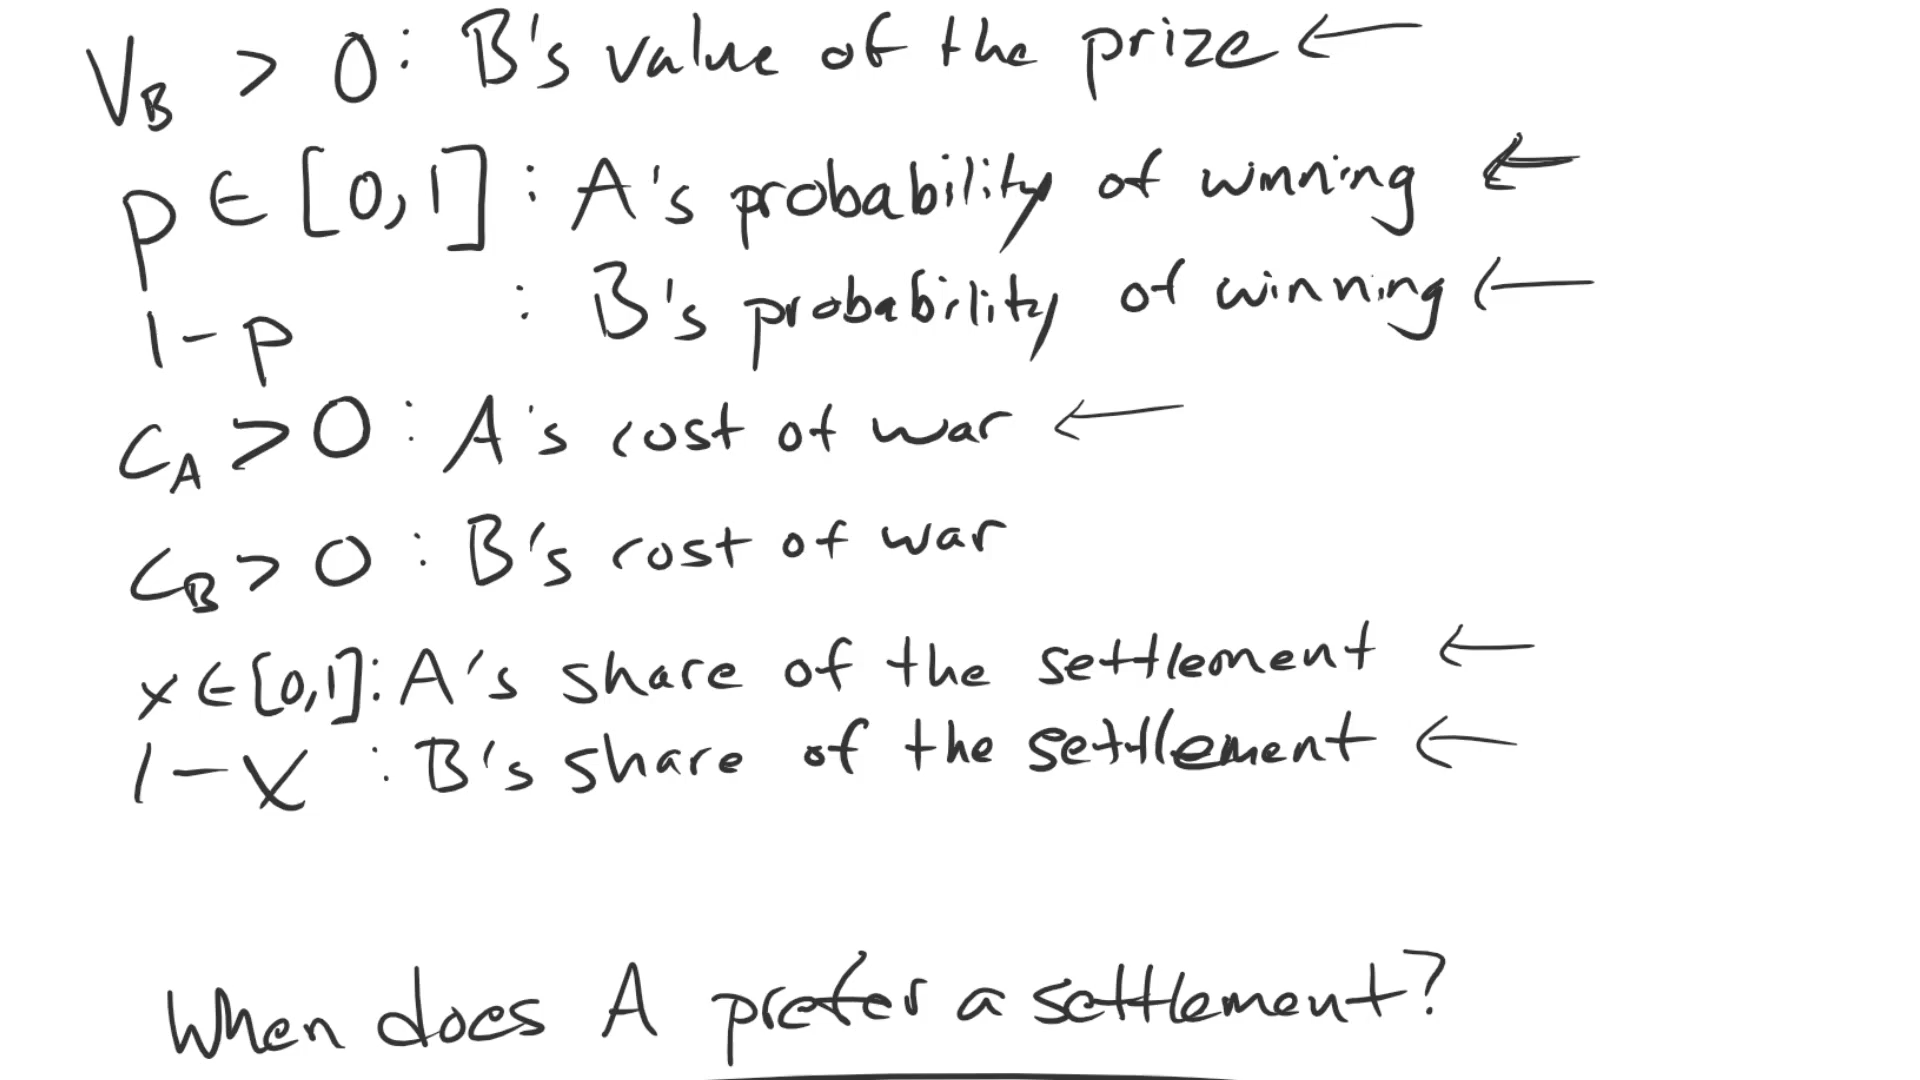 V_B > 0 : B's value of the prize ←
p ∈ [0,1] : A's probability of winning ←
1-p : B's probability of winning ←
C_A > 0 : A's cost of war ←
C_B > 0 : B's cost of war
x ∈ [0,1] : A's share of the settlement ←
1-x : B's share of the settlement ←
When does A prefer a settlement?